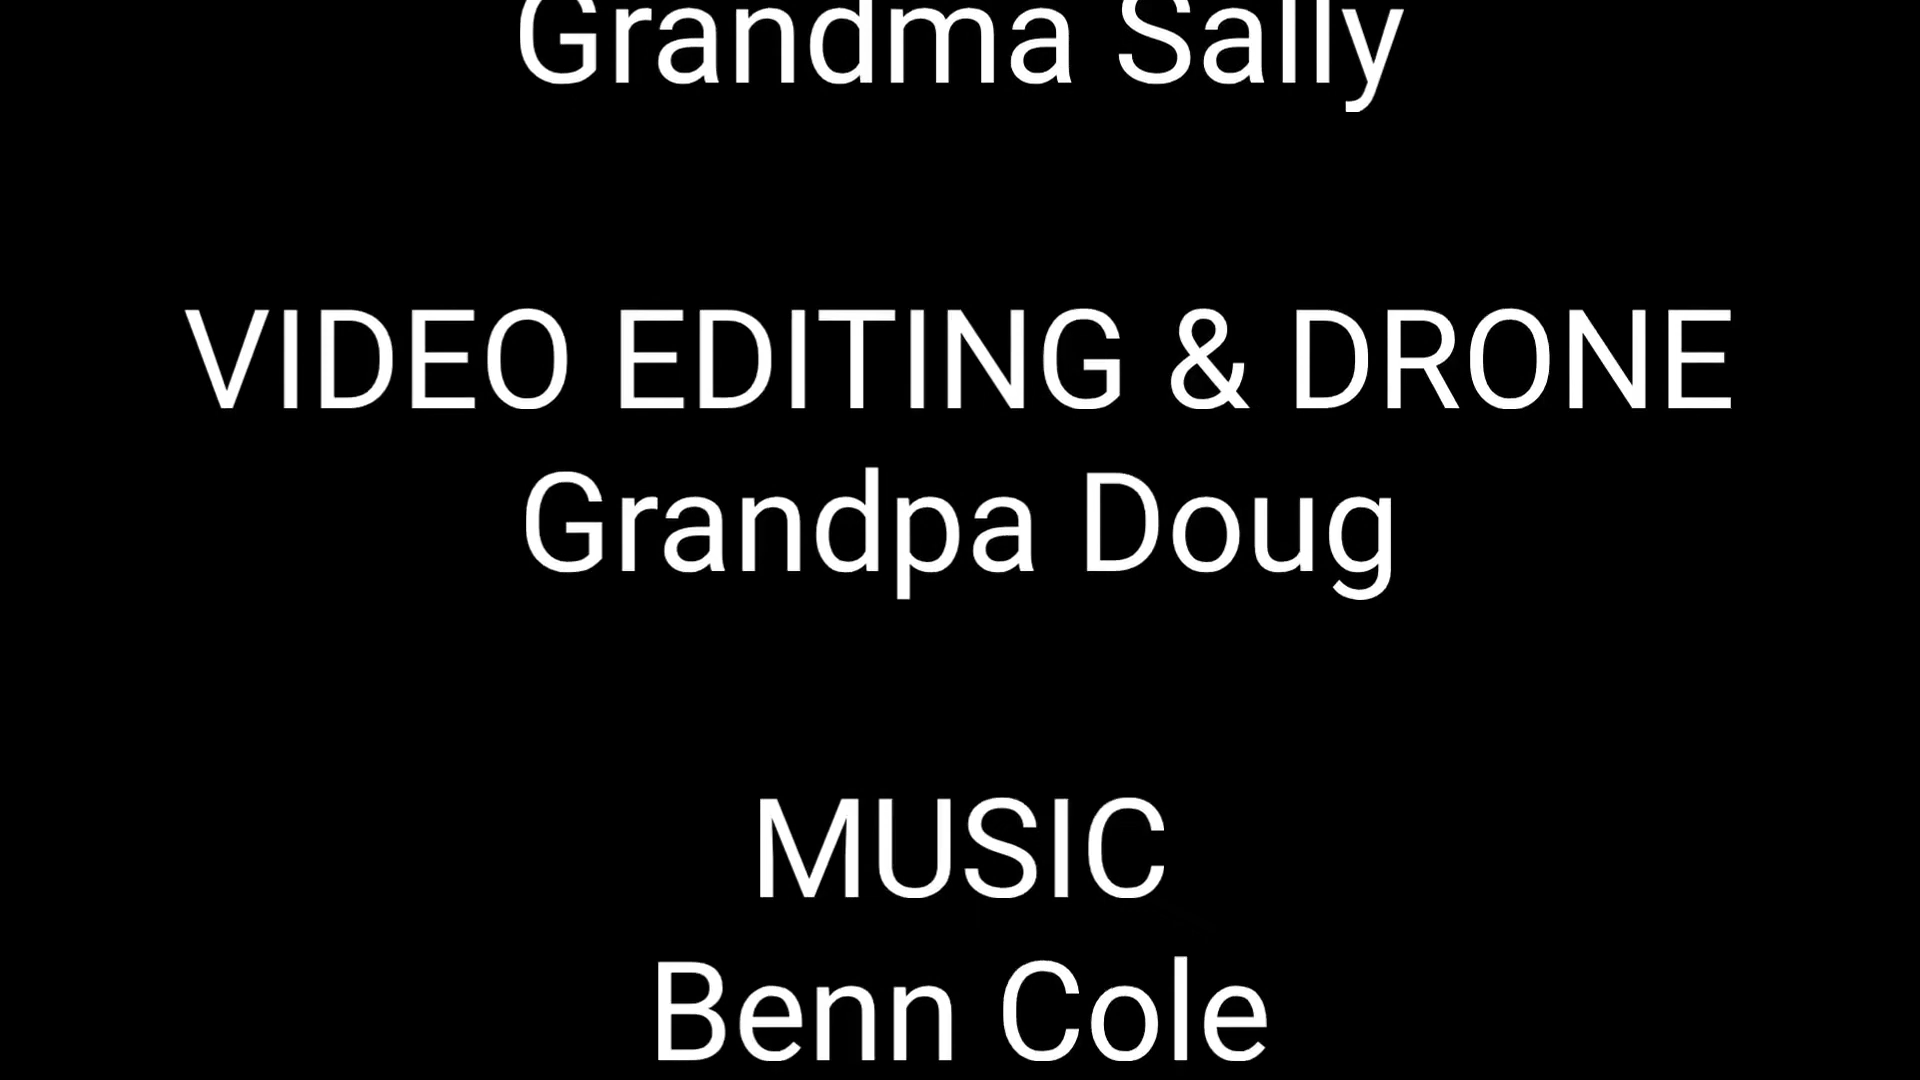 Grandma Sally
VIDEO EDITING & DRONE
Grandpa Doug
MUSIC
Benn Cole